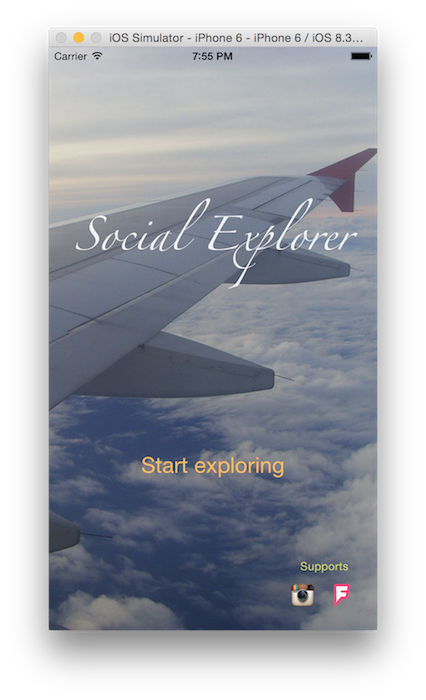 iOS Simulator - iPhone 6 - iPhone 6 / iOS 8.3...
Carrier 7:55 PM
Social Explorer
Start exploring
Supports